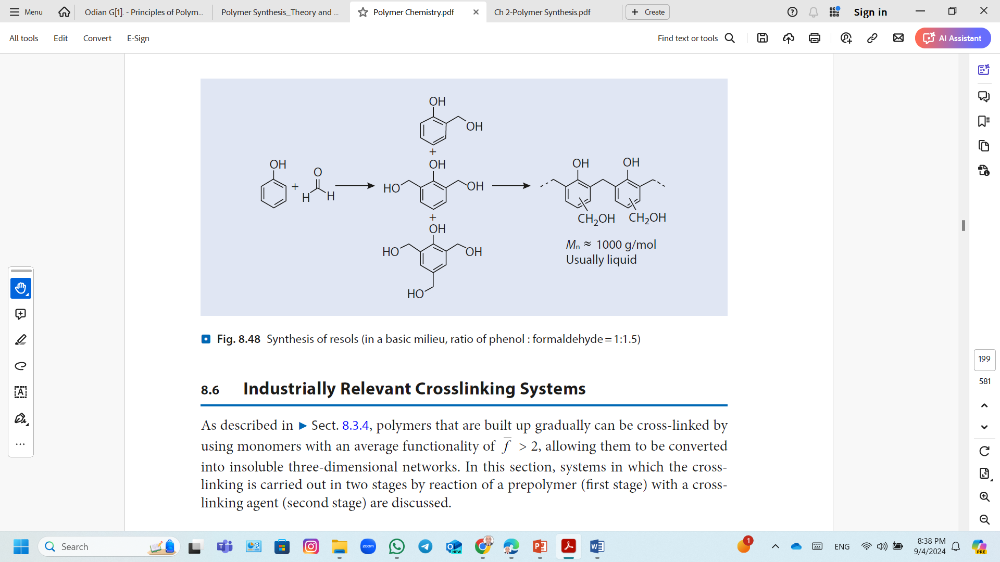 Menu
Odian G[1]. - Principles of Polym...
Polymer Synthesis_Theory and ...
Polymer Chemistry.pdf
Ch 2-Polymer Synthesis.pdf
Create
Sign in
All tools
Edit
Convert
E-Sign
Find text or tools
AI Assistant
OH
OH
+
OH
OH
O
+
H
H
HO
OH
OH
OH
CH2OH
CH2OH
+
OH
HO
OH
HO
Mn ≈ 1000 g/mol
Usually liquid
Fig. 8.48 Synthesis of resols (in a basic milieu, ratio of phenol : formaldehyde = 1:1.5)
8.6 Industrially Relevant Crosslinking Systems
As described in ► Sect. 8.3.4, polymers that are built up gradually can be cross-linked by
using monomers with an average functionality of f̅ > 2, allowing them to be converted
into insoluble three-dimensional networks. In this section, systems in which the cross-
linking is carried out in two stages by reaction of a prepolymer (first stage) with a cross-
linking agent (second stage) are discussed.
199
581
Search
zoom
NEW
1
ENG
8:38 PM
9/4/2024
PRE